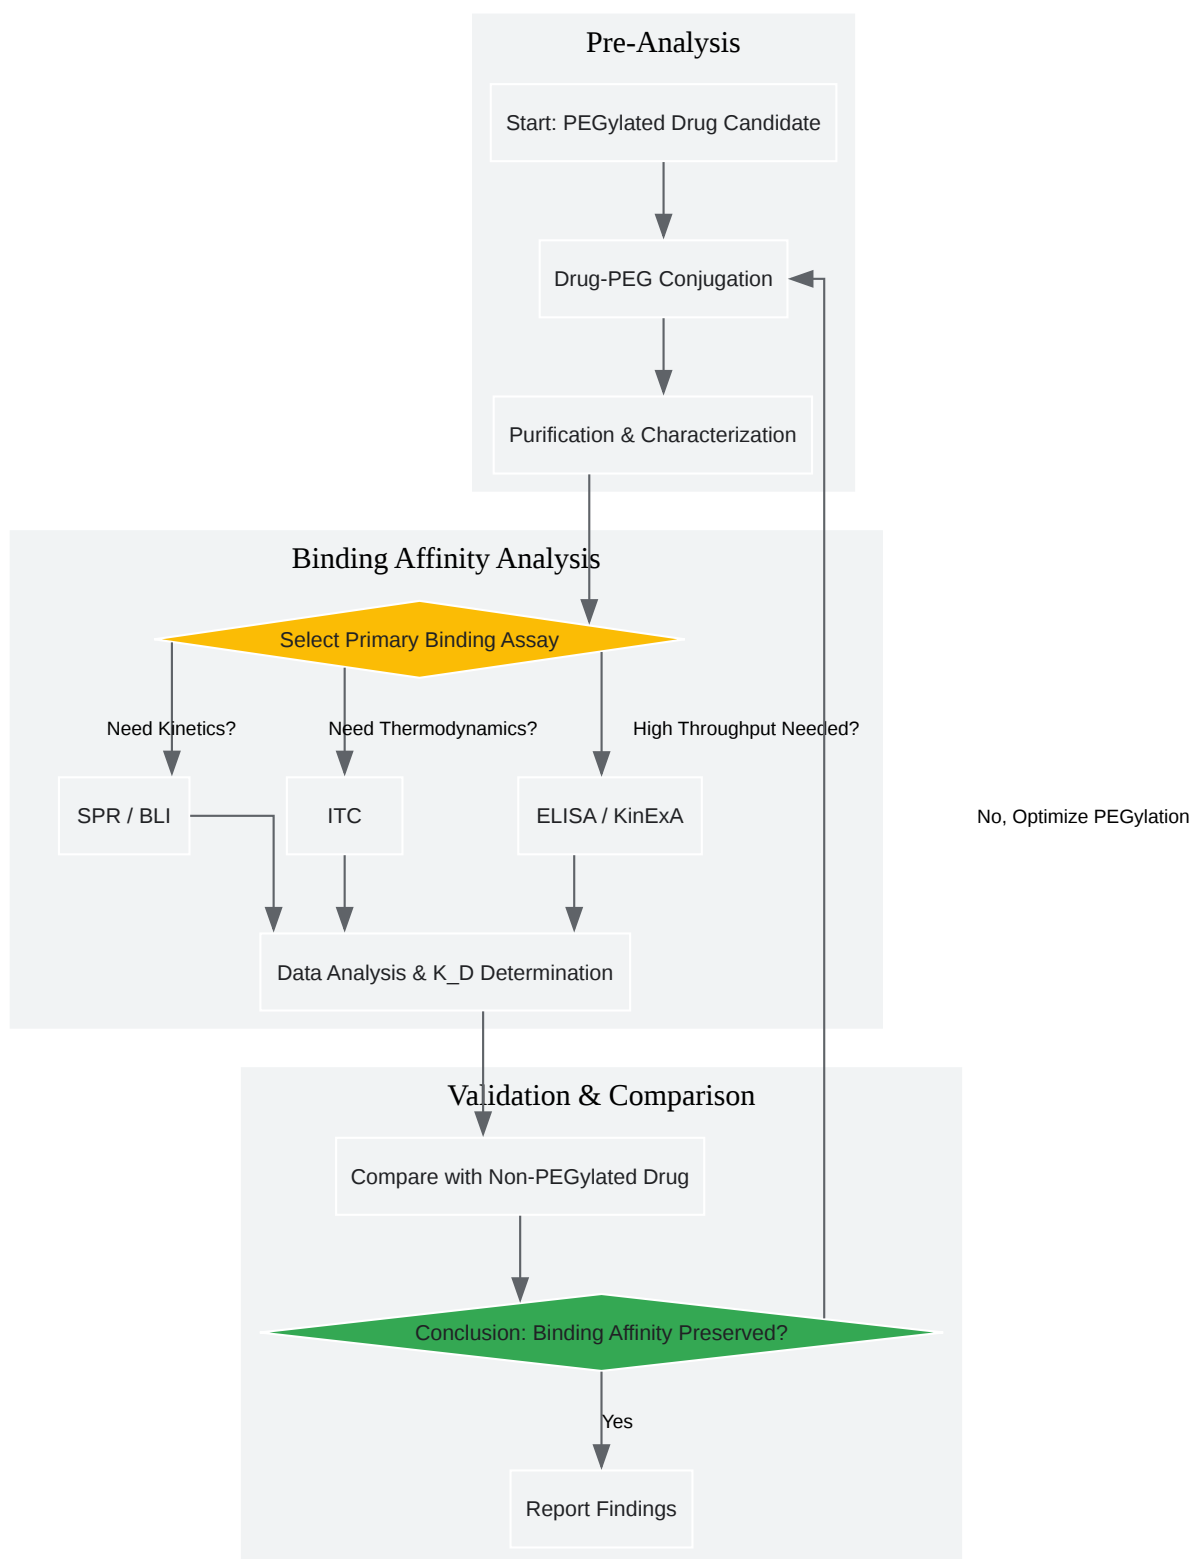 Pre-Analysis
Start: PEGylated Drug Candidate
Drug-PEG Conjugation
Purification & Characterization
Binding Affinity Analysis
Select Primary Binding Assay
Need Kinetics?
Need Thermodynamics?
High Throughput Needed?
SPR / BLI
ITC
ELISA / KinExA
No, Optimize PEGylation
Data Analysis & K_D Determination
Validation & Comparison
Compare with Non-PEGylated Drug
Conclusion: Binding Affinity Preserved?
Yes
Report Findings